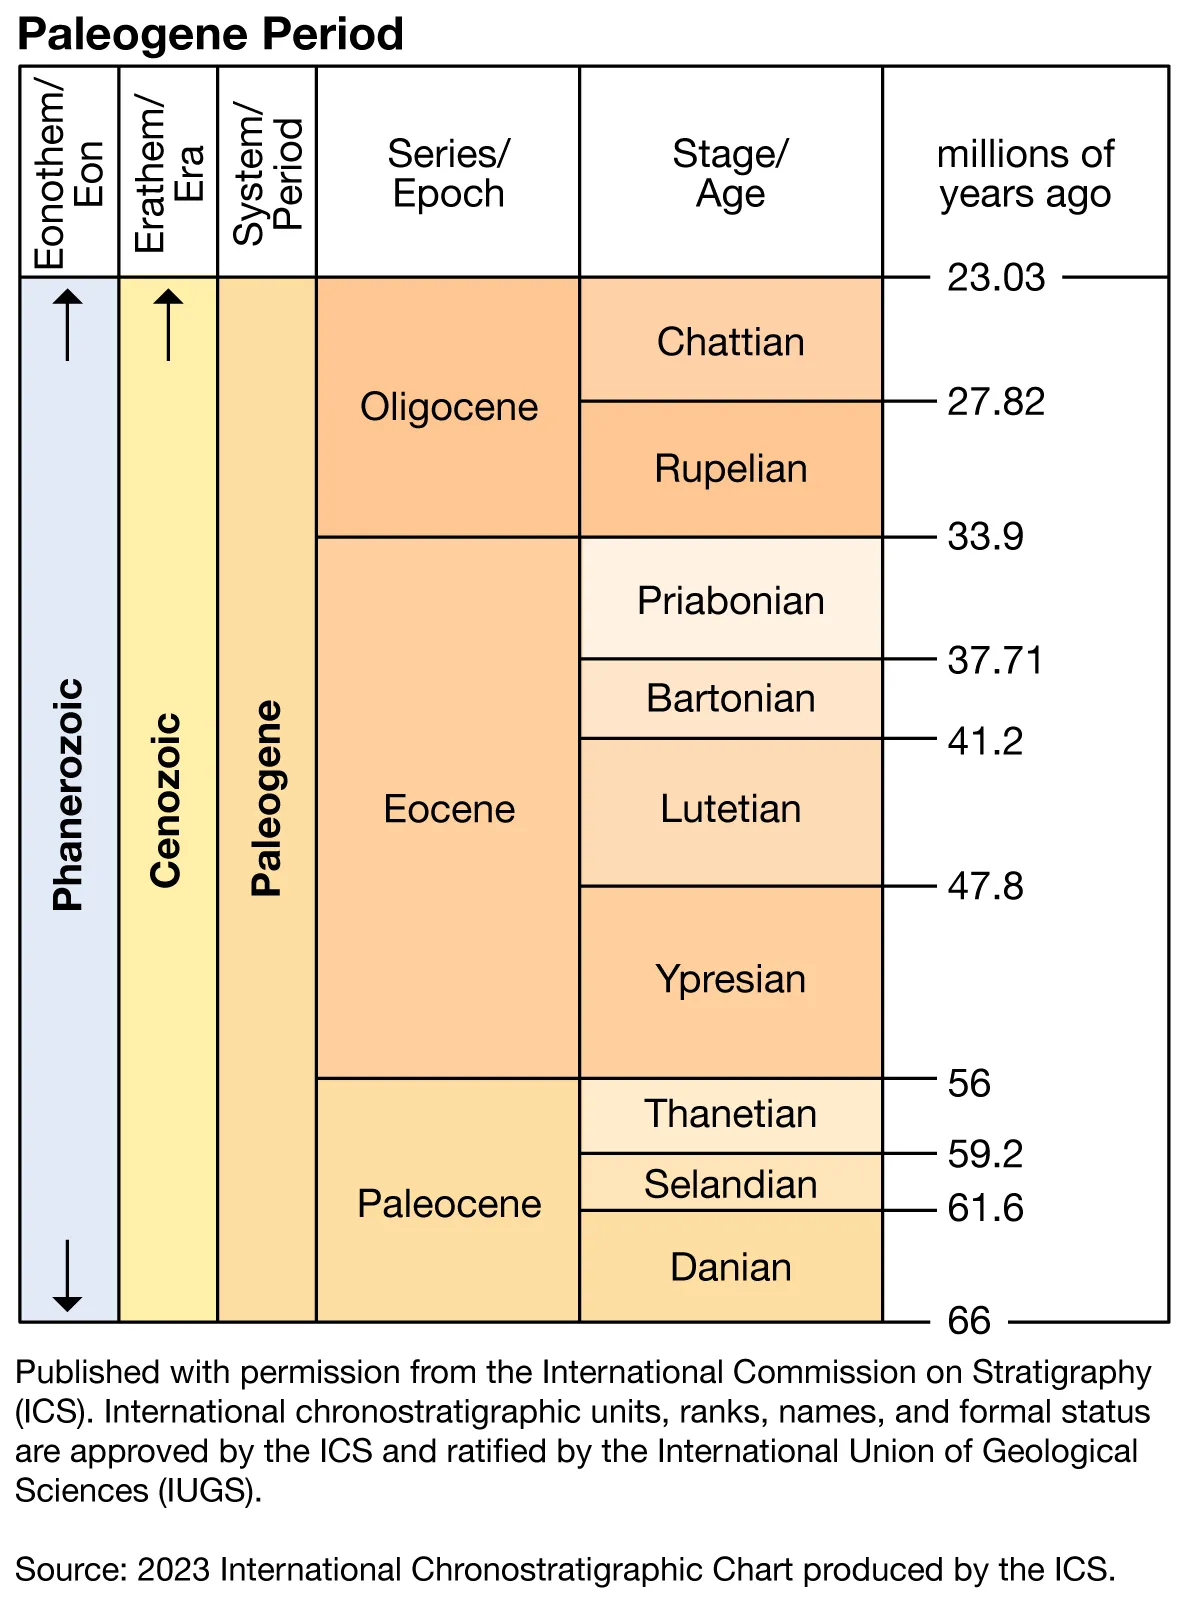 Paleogene Period
Eonothem/
Eon
Erathem/
Era
System/
Period
Series/
Epoch
Stage/
Age
millions of
years ago
Phanerozoic
Cenozoic
Paleogene
Oligocene
Eocene
Paleocene
Chattian
Rupelian
Priabonian
Bartonian
Lutetian
Ypresian
Thanetian
Selandian
Danian
23.03
27.82
33.9
37.71
41.2
47.8
56
59.2
61.6
66
Published with permission from the International Commission on Stratigraphy
(ICS). International chronostratigraphic units, ranks, names, and formal status
are approved by the ICS and ratified by the International Union of Geological
Sciences (IUGS).
Source: 2023 International Chronostratigraphic Chart produced by the ICS.